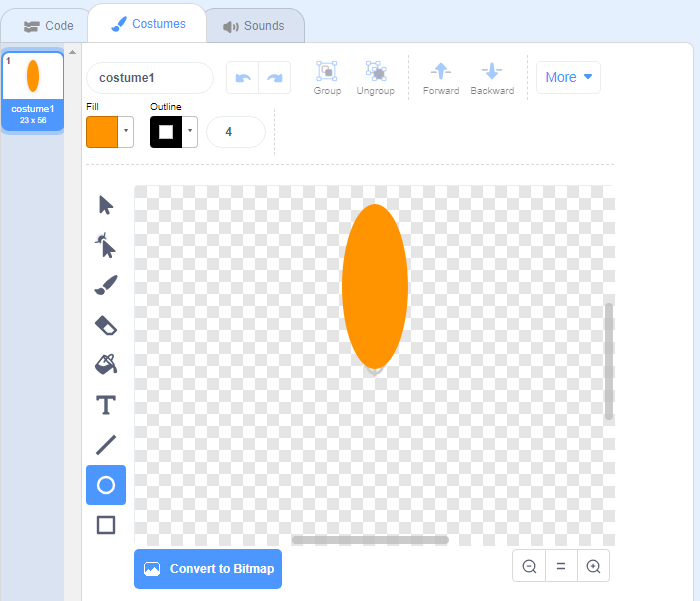 Code
Costumes
Sounds
1
costume1
23 x 56
costume1
Group
Ungroup
Forward
Backward
More
Fill
Outline
4
T
Convert to Bitmap
=